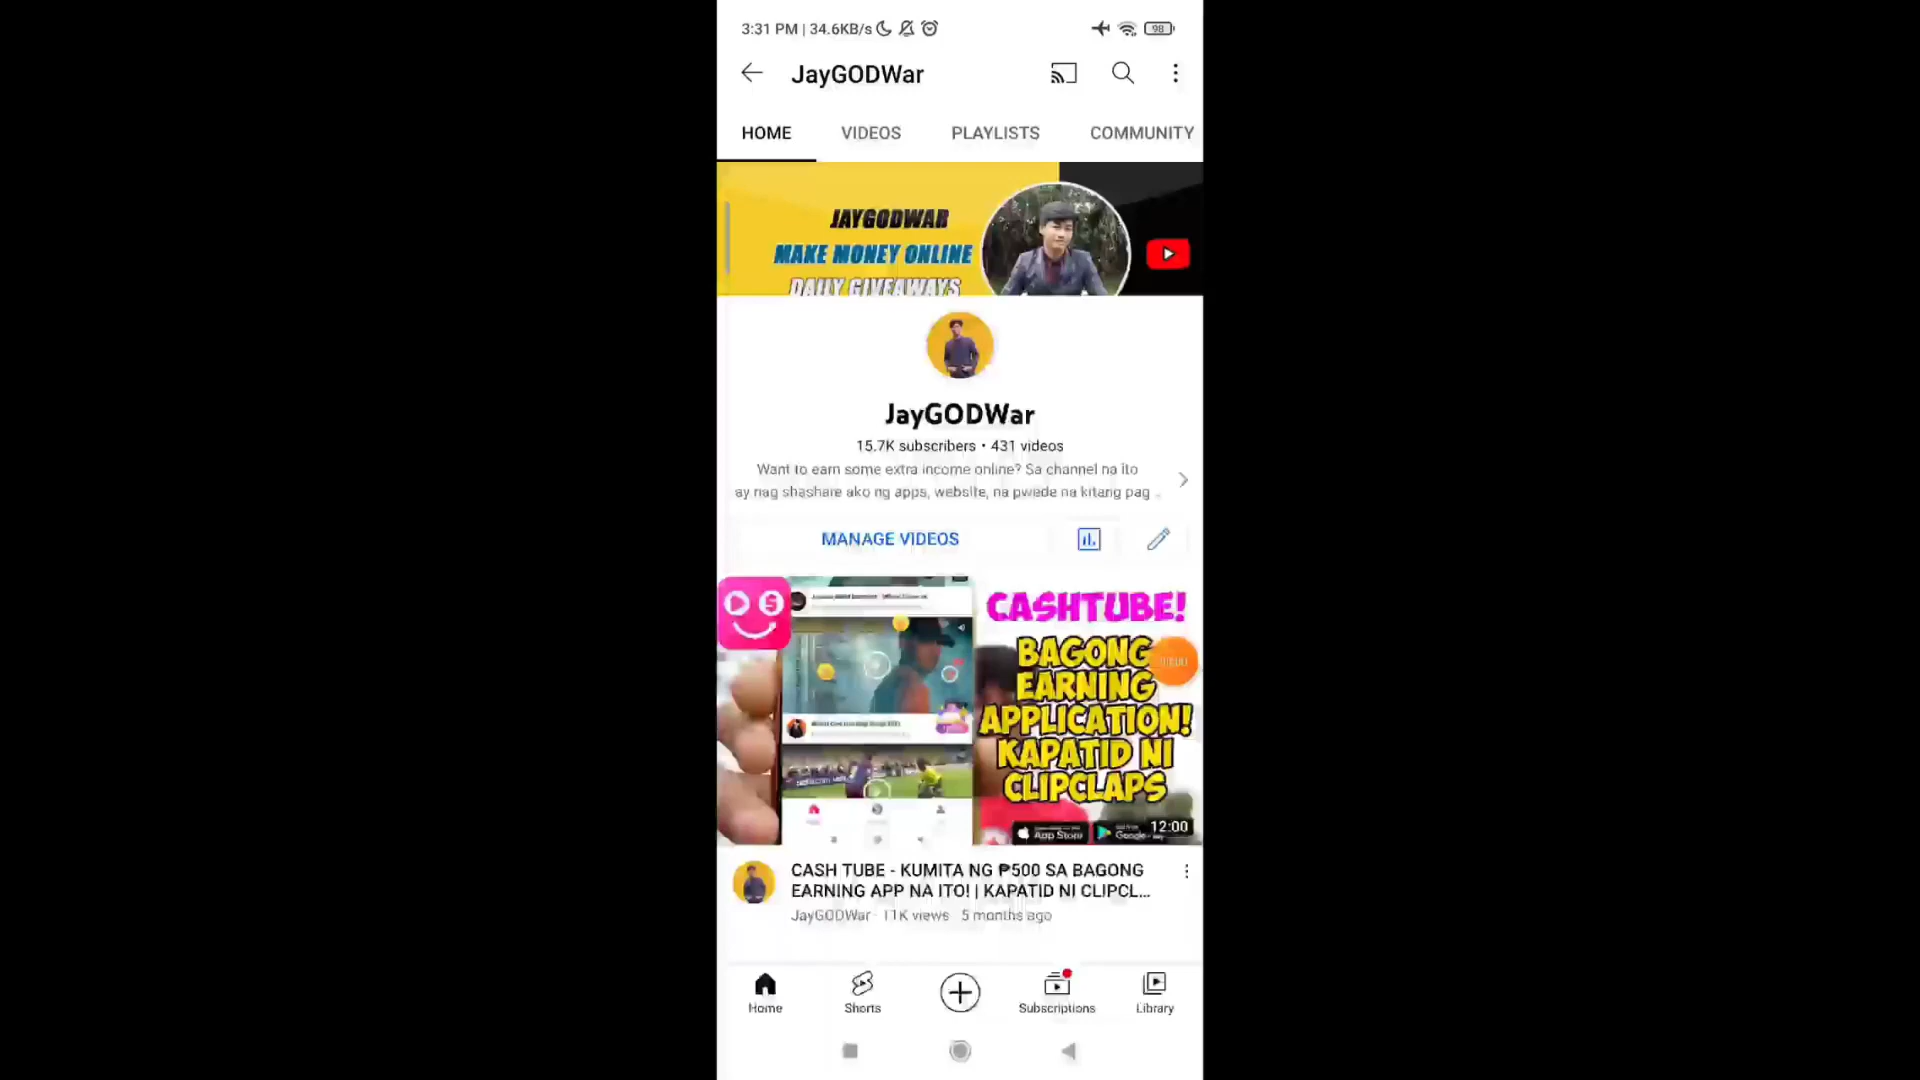 3:31 PM | 34.6KB/s
98
JayGODWar
HOME VIDEOS PLAYLISTS COMMUNITY
JAYGODWAR
MAKE MONEY ONLINE
DAILY GIVEAWAYS
JayGODWar
15.7K subscribers • 431 videos
Want to earn some extra income online? Sa channel na ito
ay nag shashare ako ng apps, website, na pwede na kitang pag ..
MANAGE VIDEOS
CASHTUBE!
BAGONG
EARNING
APPLICATION!
KAPATID NI
CLIPCLAPS
App Store
Google
12:00
CASH TUBE - KUMITA NG ₱500 SA BAGONG
EARNING APP NA ITO! | KAPATID NI CLIPCL...
JayGODWar · 11K views · 5 months ago
Home Shorts Subscriptions Library